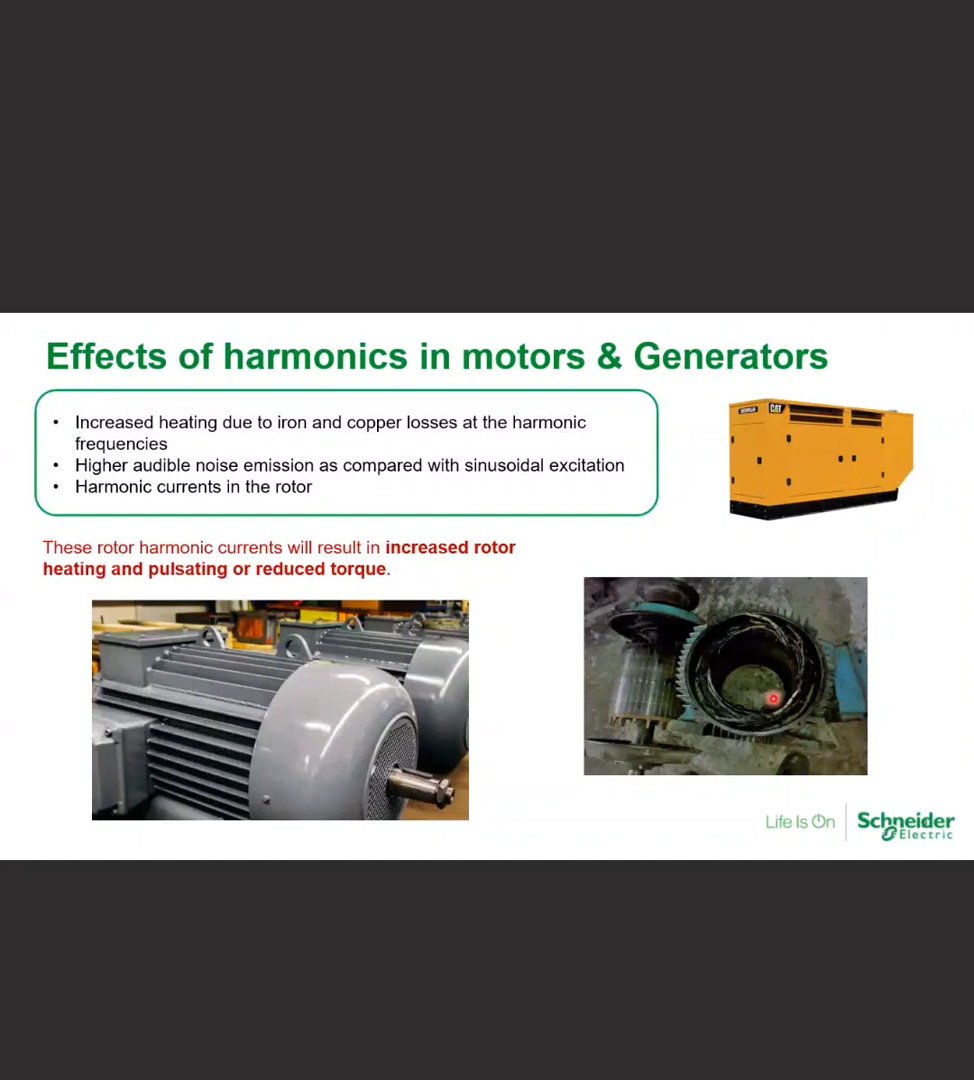 Effects of harmonics in motors & Generators
• Increased heating due to iron and copper losses at the harmonic
frequencies
• Higher audible noise emission as compared with sinusoidal excitation
• Harmonic currents in the rotor
CATERPILLAR
CAT
These rotor harmonic currents will result in increased rotor
heating and pulsating or reduced torque.
Life Is On
Schneider
Electric